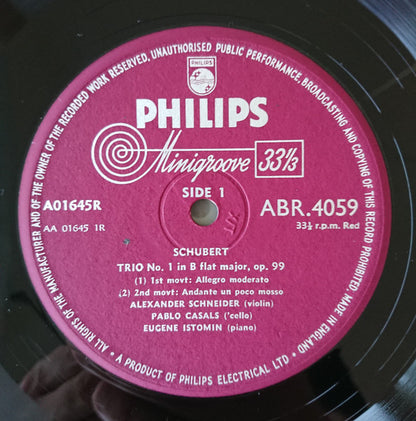 ALL RIGHTS OF THE MANUFACTURER AND OF THE OWNER OF THE RECORDED WORK RESERVED, UNAUTHORISED PUBLIC PERFORMANCE, BROADCASTING AND COPYING OF THIS RECORD PROHIBITED. MADE IN ENGLAND
PHILIPS
PHILIPS
Minigroove 33⅓
SIDE 1
A01645R
ABR.4059
AA 01645 1R
33⅓ r.p.m. Red
SCHUBERT
TRIO No. 1 in B flat major, op. 99
(1) 1st movt: Allegro moderato
(2) 2nd movt: Andante un poco mosso
ALEXANDER SCHNEIDER (violin)
PABLO CASALS ('cello)
EUGENE ISTOMIN (piano)
• A PRODUCT OF PHILIPS ELECTRICAL LTD •